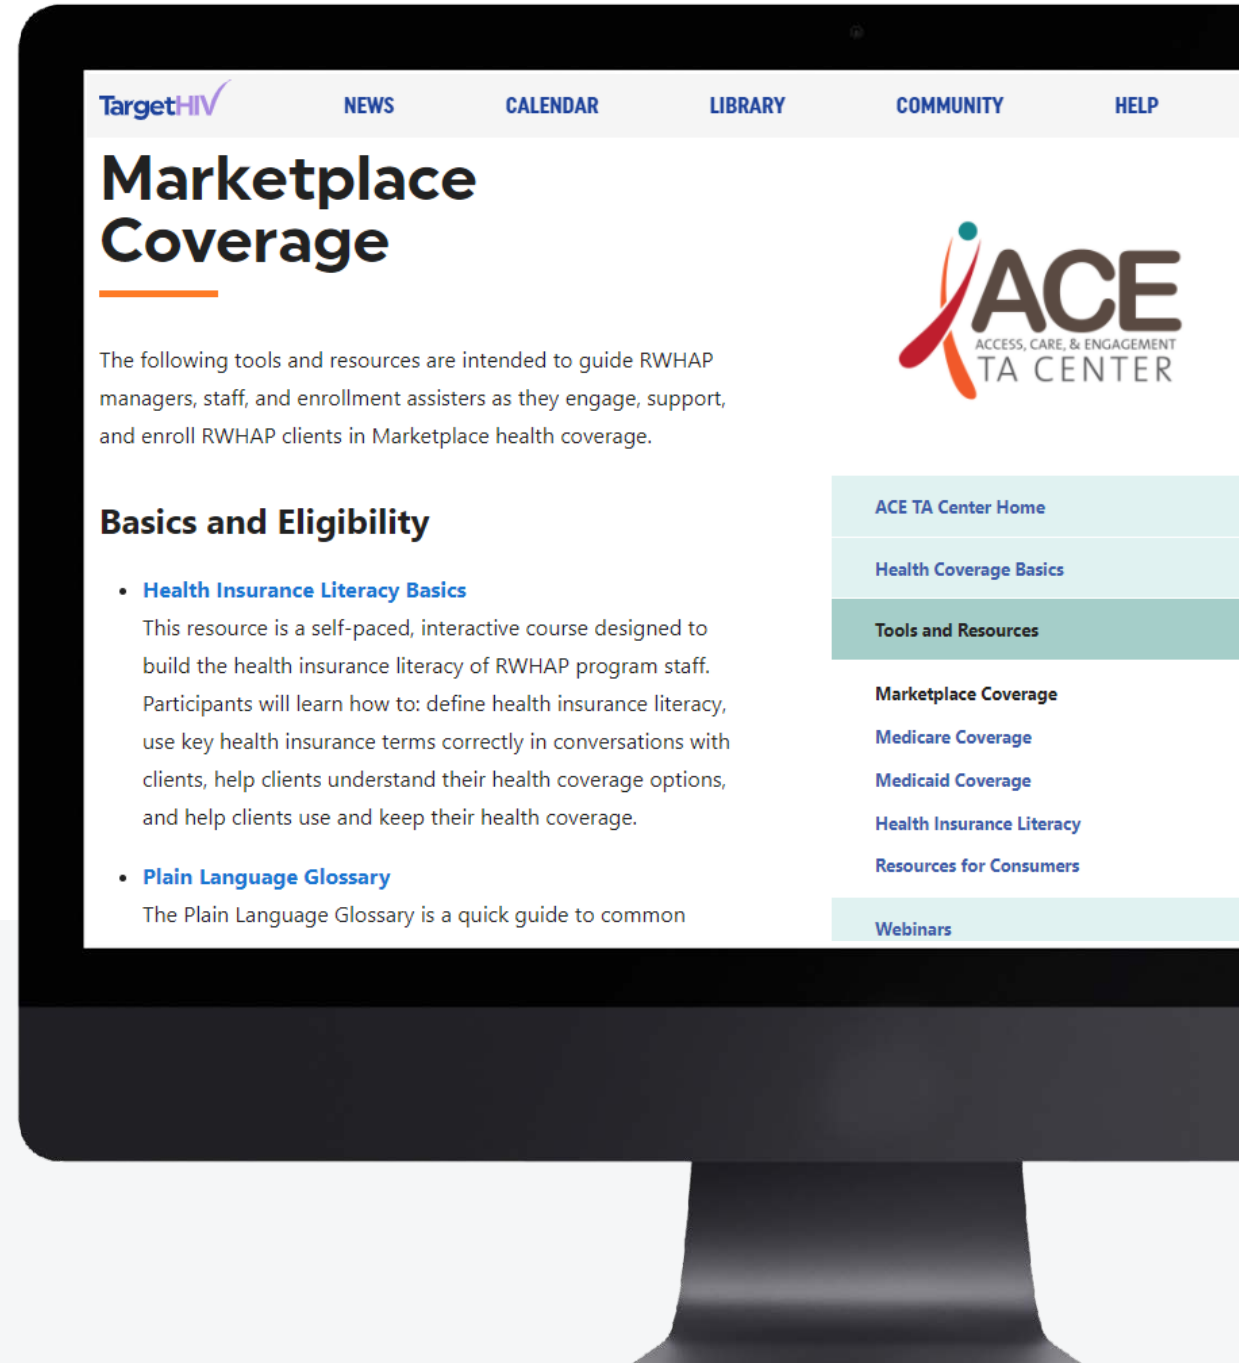 TargetHIV NEWS CALENDAR LIBRARY COMMUNITY HELP
Marketplace
Coverage
The following tools and resources are intended to guide RWHAP
managers, staff, and enrollment assisters as they engage, support,
and enroll RWHAP clients in Marketplace health coverage.
Basics and Eligibility
• Health Insurance Literacy Basics
This resource is a self-paced, interactive course designed to
build the health insurance literacy of RWHAP program staff.
Participants will learn how to: define health insurance literacy,
use key health insurance terms correctly in conversations with
clients, help clients understand their health coverage options,
and help clients use and keep their health coverage.
• Plain Language Glossary
The Plain Language Glossary is a quick guide to common
ACE
ACCESS, CARE, & ENGAGEMENT
TA CENTER
ACE TA Center Home
Health Coverage Basics
Tools and Resources
Marketplace Coverage
Medicare Coverage
Medicaid Coverage
Health Insurance Literacy
Resources for Consumers
Webinars